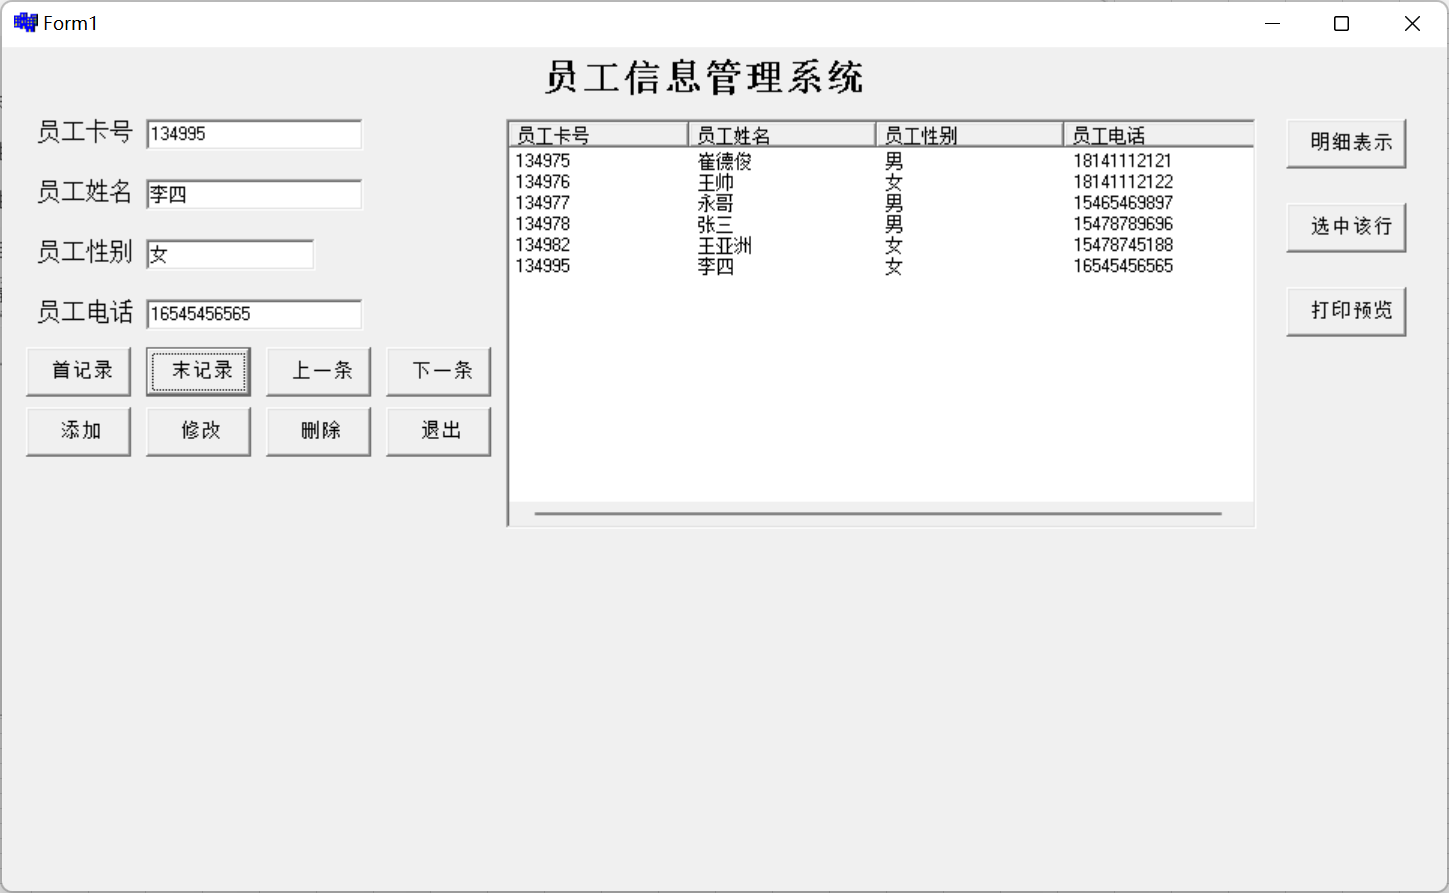 Form1
员工信息管理系统
员工卡号 134995
员工姓名 李四
员工性别 女
员工电话 16545456565
首记录 末记录 上一条 下一条
添加 修改 删除 退出
员工卡号 员工姓名 员工性别 员工电话
134975 崔德俊 男 18141112121
134976 王帅 女 18141112122
134977 永哥 男 15465469897
134978 张三 男 15478789696
134982 王亚洲 女 15478745188
134995 李四 女 16545456565
明细表示
选中该行
打印预览